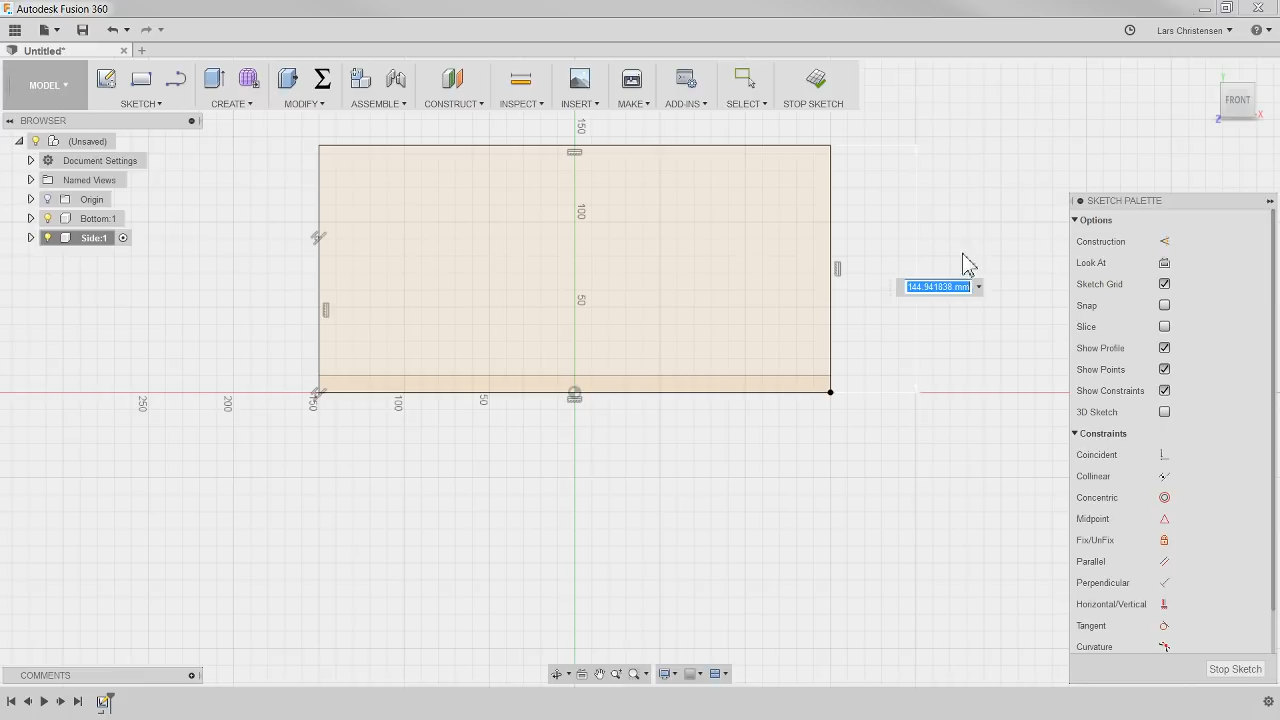 Autodesk Fusion 360
Lars Christensen
Untitled*
MODEL
SKETCH
CREATE
MODIFY
ASSEMBLE
CONSTRUCT
INSPECT
INSERT
MAKE
ADD-INS
SELECT
STOP SKETCH
BROWSER
(Unsaved)
Document Settings
Named Views
Origin
Bottom:1
Side:1
FRONT
Y
X
Z
150
100
50
250
200
150
100
50
144.941838 mm
SKETCH PALETTE
Options
Construction
Look At
Sketch Grid
Snap
Slice
Show Profile
Show Points
Show Constraints
3D Sketch
Constraints
Coincident
Collinear
Concentric
Midpoint
Fix/UnFix
Parallel
Perpendicular
Horizontal/Vertical
Tangent
Curvature
Stop Sketch
COMMENTS